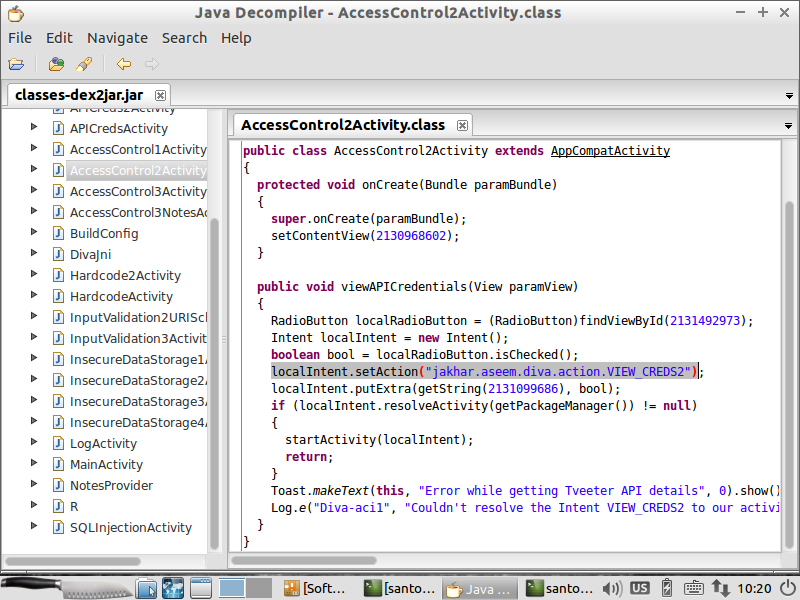 Java Decompiler - AccessControl2Activity.class
File Edit Navigate Search Help
classes-dex2jar.jar
APICreds2Activity
APICredsActivity
AccessControl1Activity
AccessControl2Activity
AccessControl3Activity
AccessControl3NotesAc
BuildConfig
DivaJni
Hardcode2Activity
HardcodeActivity
InputValidation2URISch
InputValidation3Activit
InsecureDataStorage1A
InsecureDataStorage2A
InsecureDataStorage3A
InsecureDataStorage4A
LogActivity
MainActivity
NotesProvider
R
SQLInjectionActivity
AccessControl2Activity.class
public class AccessControl2Activity extends AppCompatActivity
{
protected void onCreate(Bundle paramBundle)
{
super.onCreate(paramBundle);
setContentView(2130968602);
}
public void viewAPICredentials(View paramView)
{
RadioButton localRadioButton = (RadioButton)findViewById(2131492973);
Intent localIntent = new Intent();
boolean bool = localRadioButton.isChecked();
localIntent.setAction("jakhar.aseem.diva.action.VIEW_CREDS2");
localIntent.putExtra(getString(2131099686), bool);
if (localIntent.resolveActivity(getPackageManager()) != null)
{
startActivity(localIntent);
return;
}
Toast.makeText(this, "Error while getting Tveeter API details", 0).show()
Log.e("Diva-aci1", "Couldn't resolve the Intent VIEW_CREDS2 to our activi
}
}
[Soft... [santo... Java ... santo... US 10:20